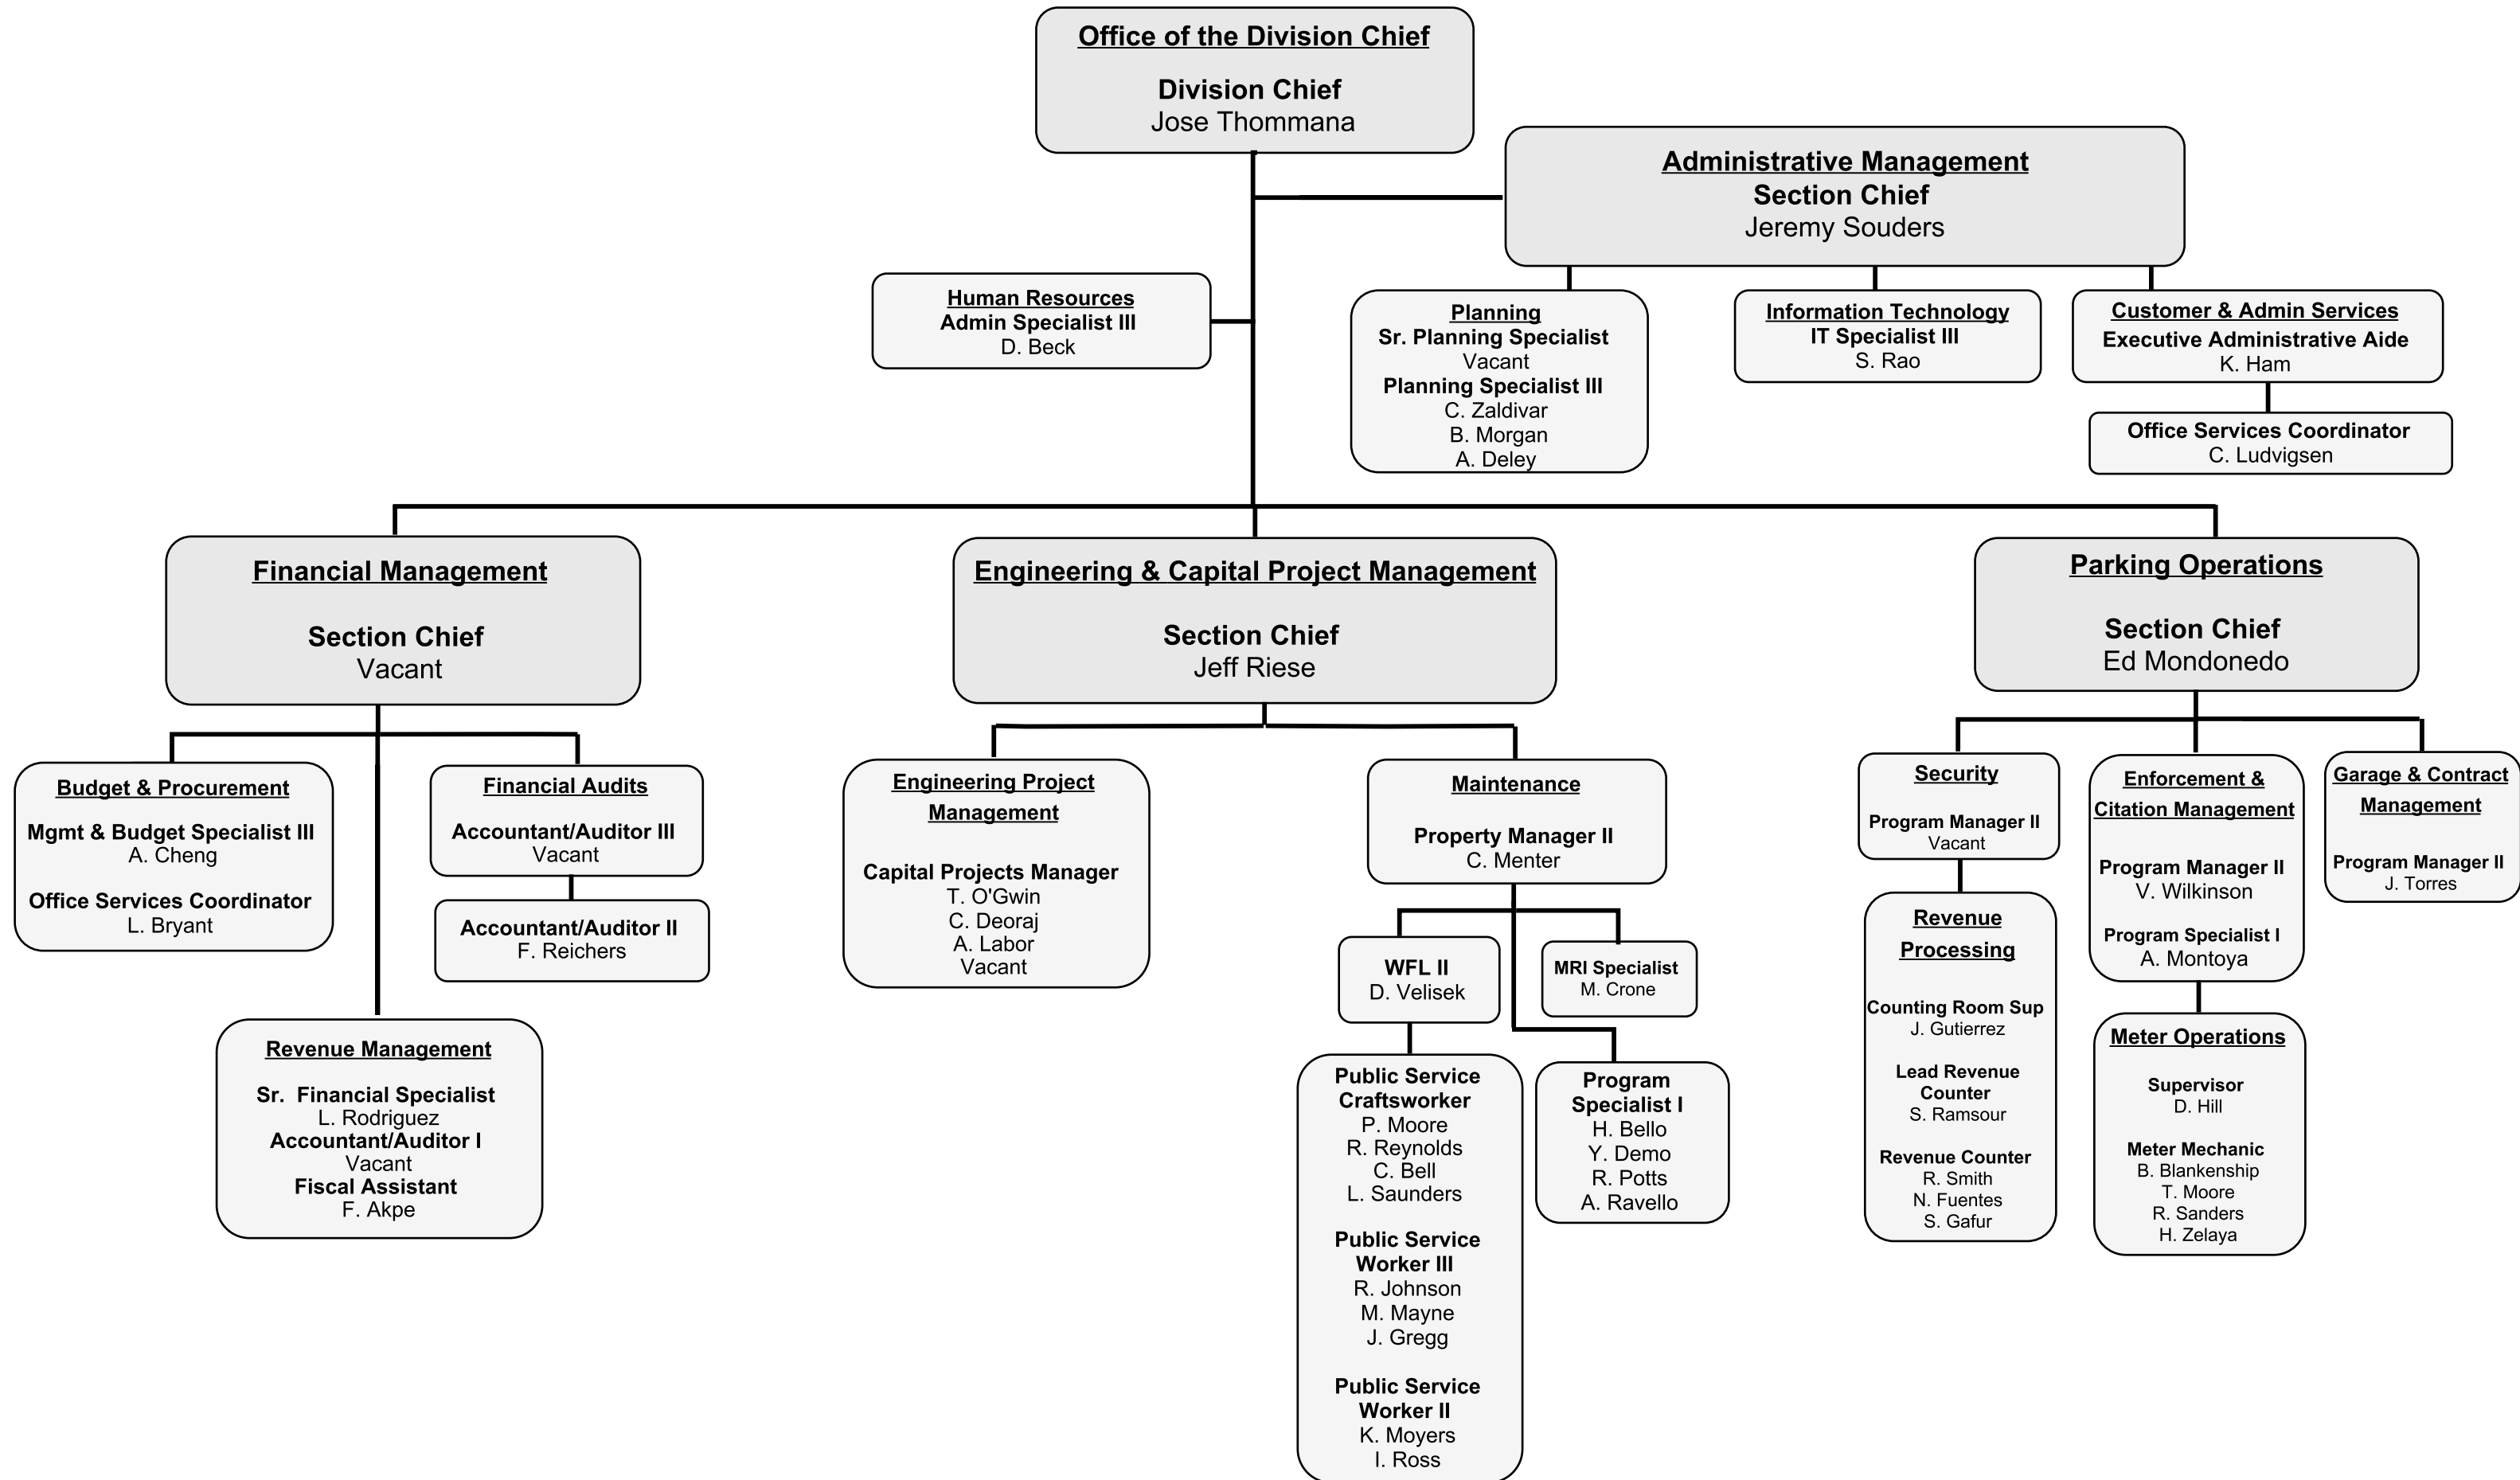 Office of the Division Chief
Division Chief
Jose Thommana
Administrative Management
Section Chief
Jeremy Souders
Human Resources
Admin Specialist III
D. Beck
Planning
Sr. Planning Specialist
Vacant
Planning Specialist III
C. Zaldivar
B. Morgan
A. Deley
Information Technology
IT Specialist III
S. Rao
Customer & Admin Services
Executive Administrative Aide
K. Ham
Office Services Coordinator
C. Ludvigsen
Financial Management
Section Chief
Vacant
Engineering & Capital Project Management
Section Chief
Jeff Riese
Parking Operations
Section Chief
Ed Mondonedo
Budget & Procurement
Mgmt & Budget Specialist III
A. Cheng
Office Services Coordinator
L. Bryant
Financial Audits
Accountant/Auditor III
Vacant
Accountant/Auditor II
F. Reichers
Revenue Management
Sr. Financial Specialist
L. Rodriguez
Accountant/Auditor I
Vacant
Fiscal Assistant
F. Akpe
Engineering Project
Management
Capital Projects Manager
T. O'Gwin
C. Deoraj
A. Labor
Vacant
Maintenance
Property Manager II
C. Menter
WFL II
D. Velisek
MRI Specialist
M. Crone
Public Service
Craftsworker
P. Moore
R. Reynolds
C. Bell
L. Saunders
Public Service
Worker III
R. Johnson
M. Mayne
J. Gregg
Public Service
Worker II
K. Moyers
I. Ross
Program
Specialist I
H. Bello
Y. Demo
R. Potts
A. Ravello
Security
Program Manager II
Vacant
Revenue
Processing
Counting Room Sup
J. Gutierrez
Lead Revenue
Counter
S. Ramsour
Revenue Counter
R. Smith
N. Fuentes
S. Gafur
Enforcement &
Citation Management
Program Manager II
V. Wilkinson
Program Specialist I
A. Montoya
Meter Operations
Supervisor
D. Hill
Meter Mechanic
B. Blankenship
T. Moore
R. Sanders
H. Zelaya
Garage & Contract
Management
Program Manager II
J. Torres